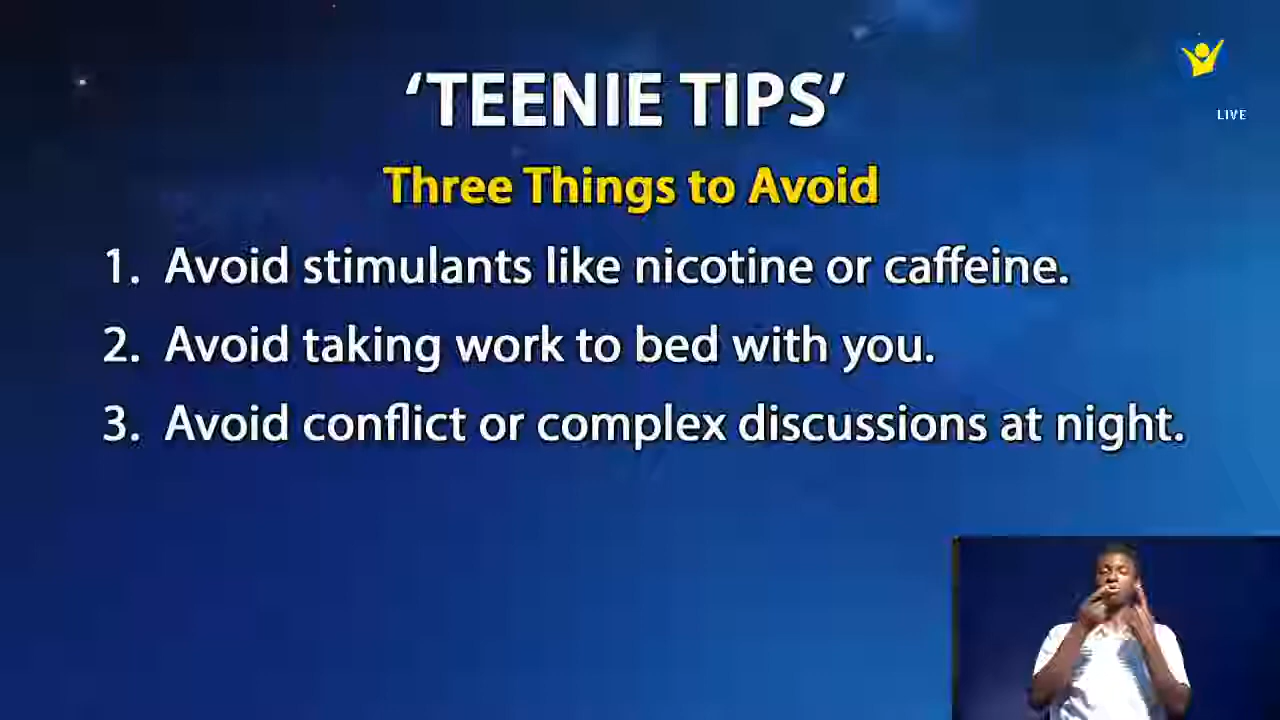 ‘TEENIE TIPS’
LIVE
Three Things to Avoid
1. Avoid stimulants like nicotine or caffeine.
2. Avoid taking work to bed with you.
3. Avoid conflict or complex discussions at night.